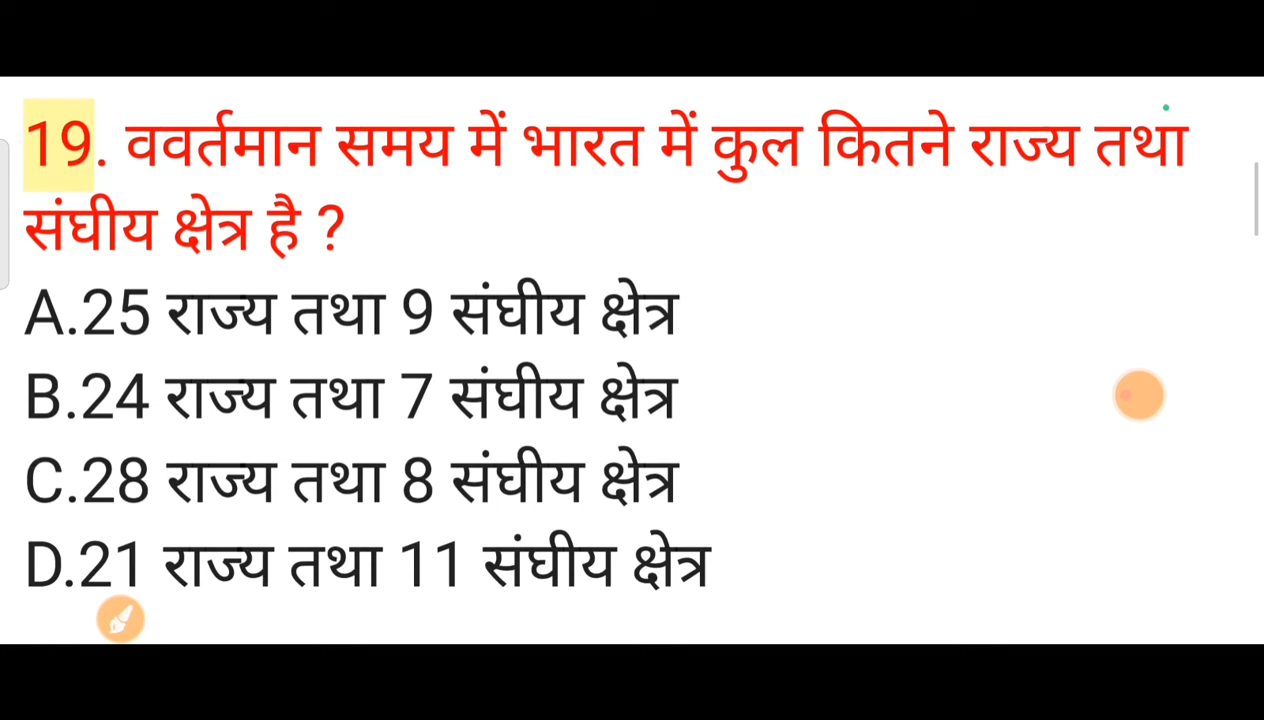 19. ववर्तमान समय में भारत में कुल कितने राज्य तथा
संघीय क्षेत्र है ?
A.25 राज्य तथा 9 संघीय क्षेत्र
B.24 राज्य तथा 7 संघीय क्षेत्र
C.28 राज्य तथा 8 संघीय क्षेत्र
D.21 राज्य तथा 11 संघीय क्षेत्र